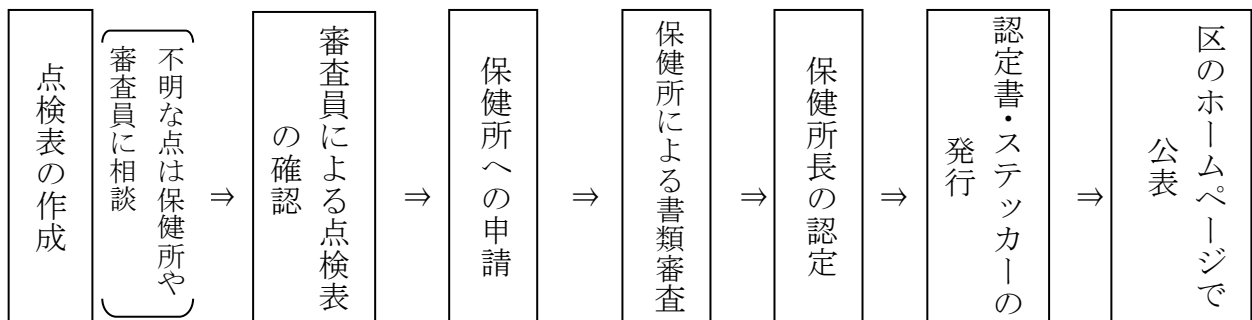 点検表の作成
不明な点は保健所や
審査員に相談
⇒
審査員による点検表
の確認
⇒
保健所への申請
⇒
保健所による書類審査
⇒
保健所長の認定
⇒
認定書・ステッカーの
発行
⇒
区のホームページで
公表